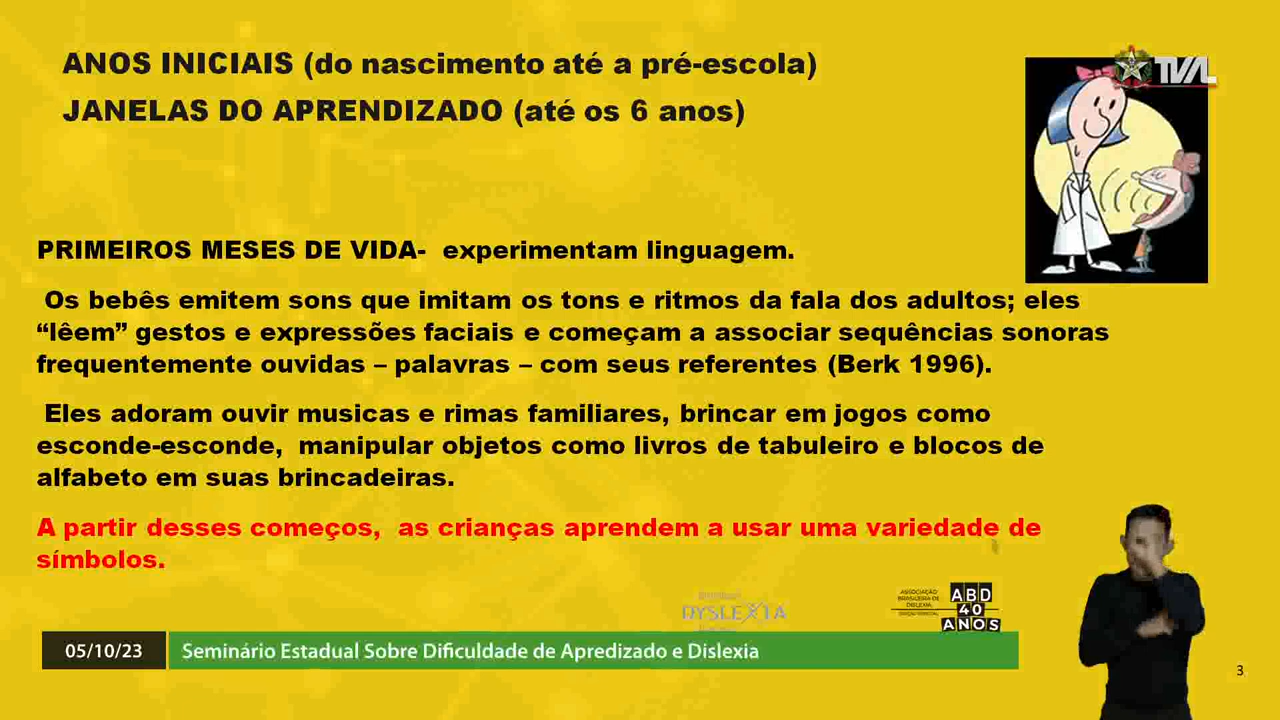 ANOS INICIAIS (do nascimento até a pré-escola)
JANELAS DO APRENDIZADO (até os 6 anos)
TVAL
PRIMEIROS MESES DE VIDA- experimentam linguagem.
Os bebês emitem sons que imitam os tons e ritmos da fala dos adultos; eles
“lêem” gestos e expressões faciais e começam a associar sequências sonoras
frequentemente ouvidas – palavras – com seus referentes (Berk 1996).
Eles adoram ouvir musicas e rimas familiares, brincar em jogos como
esconde-esconde, manipular objetos como livros de tabuleiro e blocos de
alfabeto em suas brincadeiras.
A partir desses começos, as crianças aprendem a usar uma variedade de
símbolos.
DYSLEXIA
ASSOCIAÇÃO
BRASILEIRA DE
DISLEXIA
ABD
40
ANOS
05/10/23
Seminário Estadual Sobre Dificuldade de Apredizado e Dislexia
3